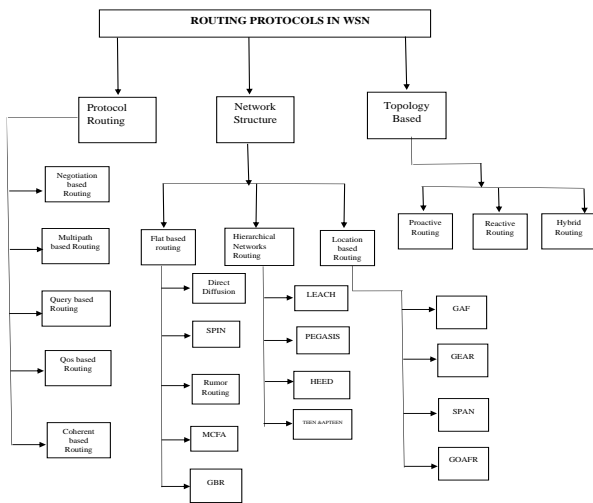 ROUTING PROTOCOLS IN WSN
Protocol
Routing
Network
Structure
Topology
Based
Negotiation
based
Routing
Multipath
based Routing
Query based
Routing
Qos based
Routing
Coherent
based Routing
Flat based
routing
Hierarchical
Networks
Routing
Location
based
Routing
Proactive
Routing
Reactive
Routing
Hybrid
Routing
Direct
Diffusion
SPIN
Rumor
Routing
MCFA
GBR
LEACH
PEGASIS
HEED
TEEN &APTEEN
GAF
GEAR
SPAN
GOAFR